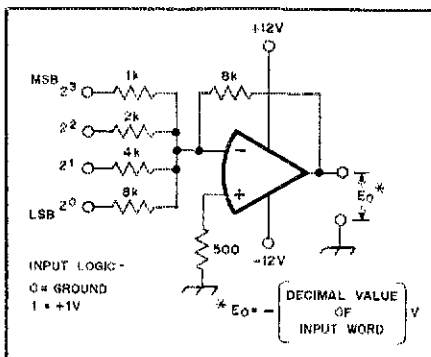 +12V
MSB 2³ 1k 8k
2² 2k
2¹ 4k
LSB 2⁰ 8k
−
+
E₀*
500
-12V
INPUT LOGIC:-
0= GROUND
1 = +1V
* E₀= - [DECIMAL VALUE OF INPUT WORD] V